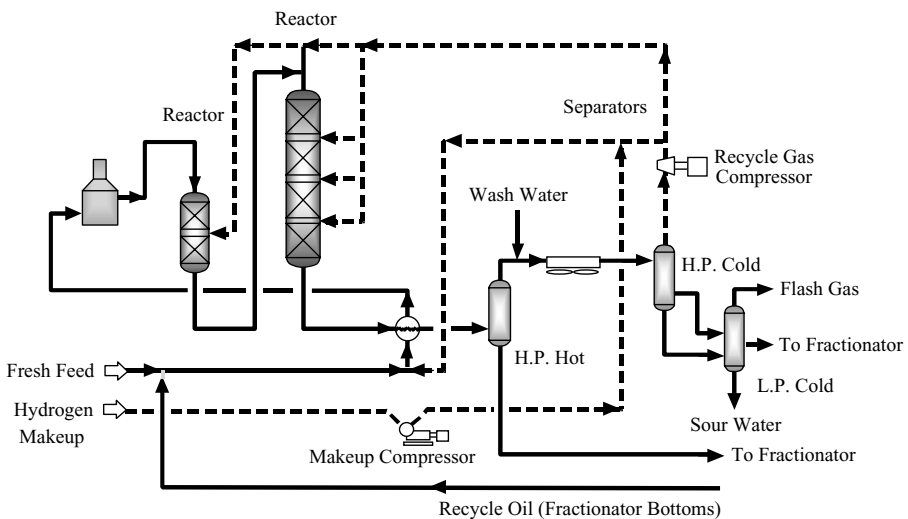 Reactor
Reactor
Separators
Recycle Gas
Compressor
Wash Water
H.P. Cold
Flash Gas
H.P. Hot
To Fractionator
Fresh Feed
L.P. Cold
Hydrogen
Makeup
Sour Water
Makeup Compressor
To Fractionator
Recycle Oil (Fractionator Bottoms)